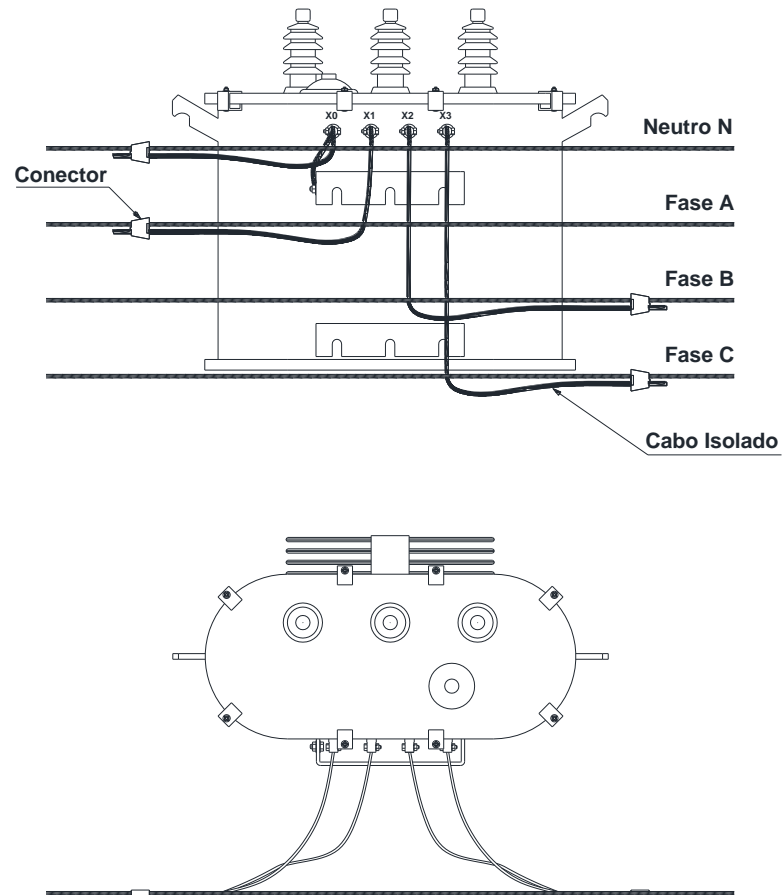 X0 X1 X2 X3
Neutro N
Conector
Fase A
Fase B
Fase C
Cabo Isolado